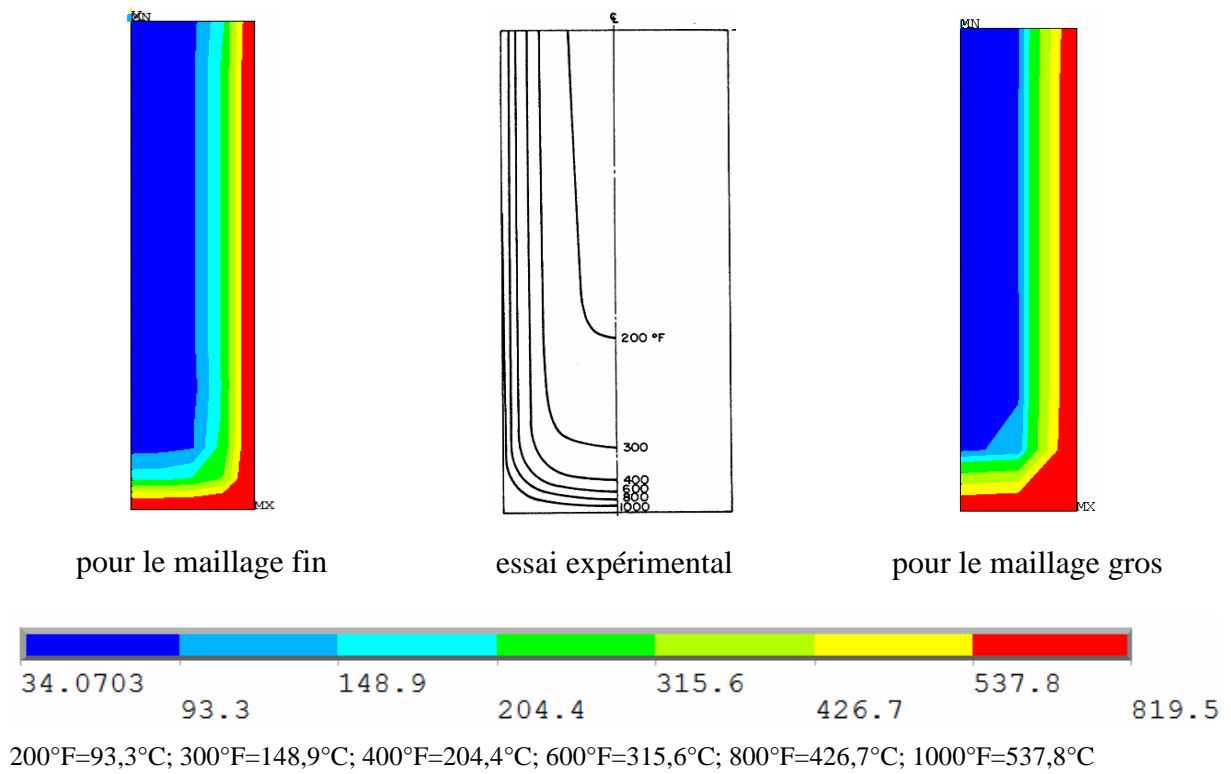 MN
℄
MN
200 °F
300
400
600
800
1000
MX
MX
pour le maillage fin
essai expérimental
pour le maillage gros
34.0703
148.9
315.6
537.8
93.3
204.4
426.7
819.5
200°F=93,3°C; 300°F=148,9°C; 400°F=204,4°C; 600°F=315,6°C; 800°F=426,7°C; 1000°F=537,8°C